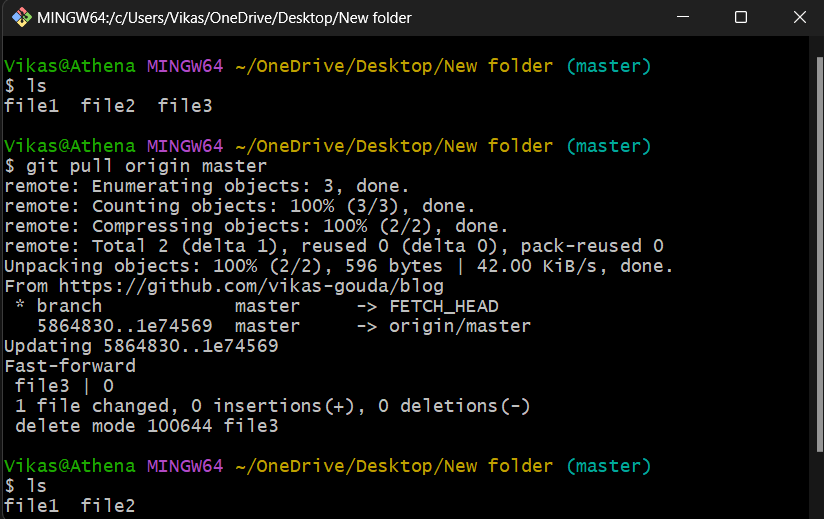 MINGW64:/c/Users/Vikas/OneDrive/Desktop/New folder
Vikas@Athena MINGW64 ~/OneDrive/Desktop/New folder (master)
$ ls
file1  file2  file3
Vikas@Athena MINGW64 ~/OneDrive/Desktop/New folder (master)
$ git pull origin master
remote: Enumerating objects: 3, done.
remote: Counting objects: 100% (3/3), done.
remote: Compressing objects: 100% (2/2), done.
remote: Total 2 (delta 1), reused 0 (delta 0), pack-reused 0
Unpacking objects: 100% (2/2), 596 bytes | 42.00 KiB/s, done.
From https://github.com/vikas-gouda/blog
 * branch            master     -> FETCH_HEAD
   5864830..1e74569  master     -> origin/master
Updating 5864830..1e74569
Fast-forward
 file3 | 0
 1 file changed, 0 insertions(+), 0 deletions(-)
 delete mode 100644 file3
Vikas@Athena MINGW64 ~/OneDrive/Desktop/New folder (master)
$ ls
file1  file2